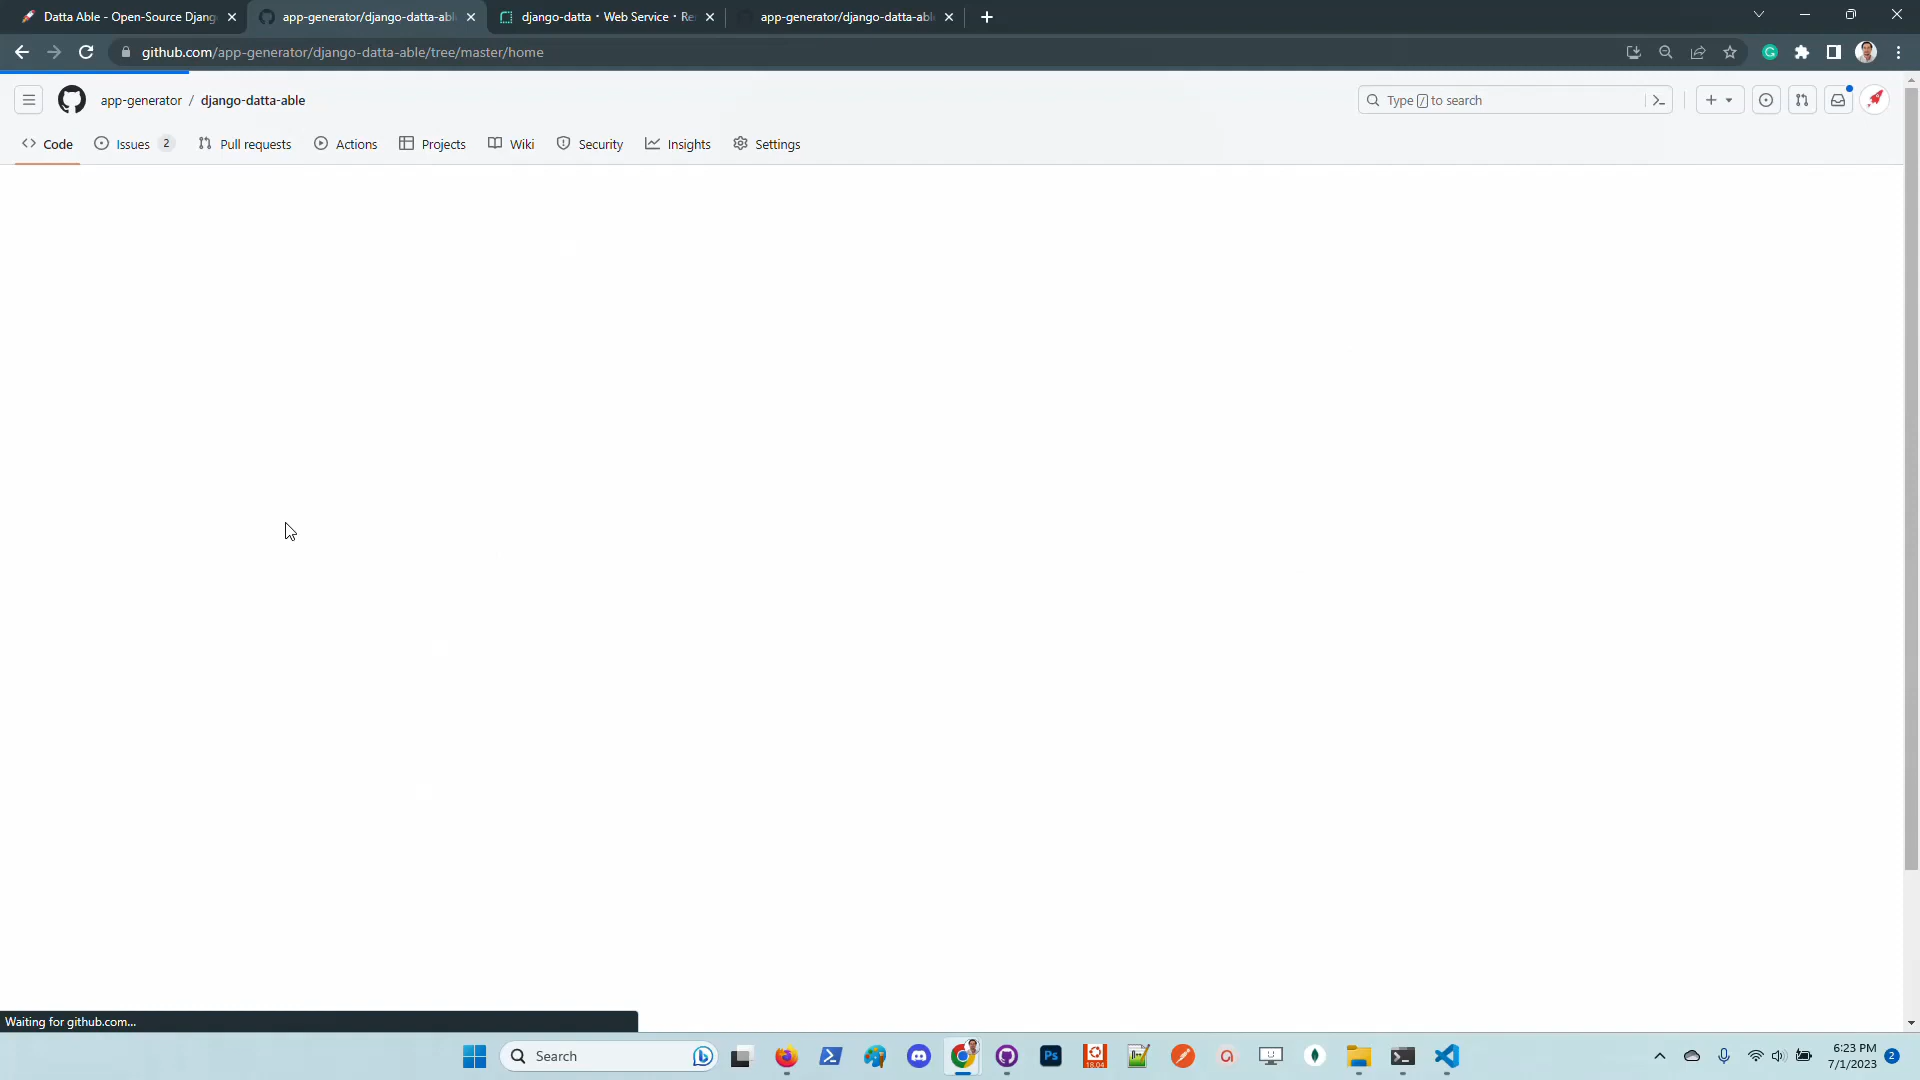 Datta Able - Open-Source Djang
app-generator/django-datta-abl
django-datta · Web Service · Re
app-generator/django-datta-abl
github.com/app-generator/django-datta-able/tree/master/home
app-generator / django-datta-able
Type / to search
Code
Issues 2
Pull requests
Actions
Projects
Wiki
Security
Insights
Settings
Waiting for github.com...
Search
Ps
18.04
6:23 PM
7/1/2023
2